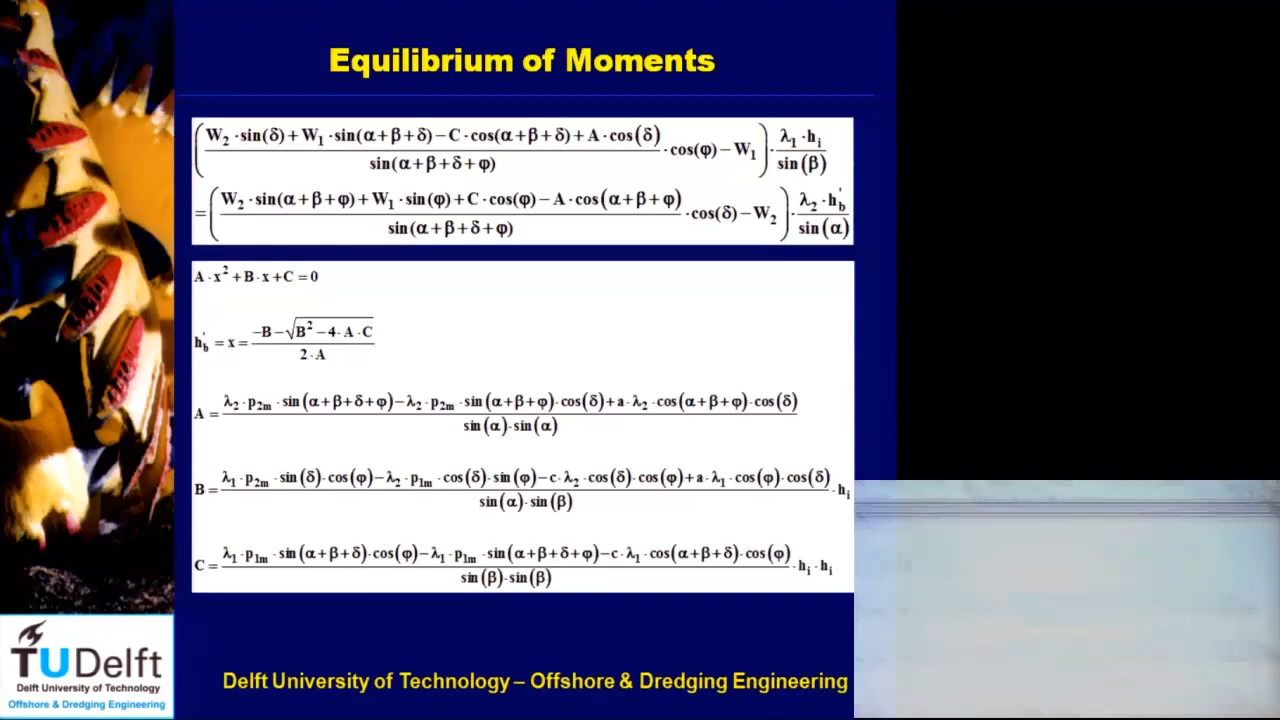 Equilibrium of Moments
( (W₂·sin(δ)+W₁·sin(α+β+δ)−C·cos(α+β+δ)+A·cos(δ)) / sin(α+β+δ+φ) ·cos(φ)−W₁ )· λ₁·hᵢ / sin(β)
=( (W₂·sin(α+β+φ)+W₁·sin(φ)+C·cos(φ)−A·cos(α+β+φ)) / sin(α+β+δ+φ) ·cos(δ)−W₂ )· λ₂·h'_b / sin(α)
A·x²+B·x+C=0
h'_b = x = (−B−√(B²−4·A·C)) / (2·A)
A = (λ₂·p₂ₘ·sin(α+β+δ+φ)−λ₂·p₂ₘ·sin(α+β+φ)·cos(δ)+a·λ₂·cos(α+β+φ)·cos(δ)) / (sin(α)·sin(α))
B = (λ₁·p₂ₘ·sin(δ)·cos(φ)−λ₂·p₁ₘ·cos(δ)·sin(φ)−c·λ₂·cos(δ)·cos(φ)+a·λ₁·cos(φ)·cos(δ)) / (sin(α)·sin(β)) ·hᵢ
C = (λ₁·p₁ₘ·sin(α+β+δ)·cos(φ)−λ₁·p₁ₘ·sin(α+β+δ+φ)−c·λ₁·cos(α+β+δ)·cos(φ)) / (sin(β)·sin(β)) ·hᵢ·hᵢ
TU Delft
Delft University of Technology
Offshore & Dredging Engineering
Delft University of Technology – Offshore & Dredging Engineering